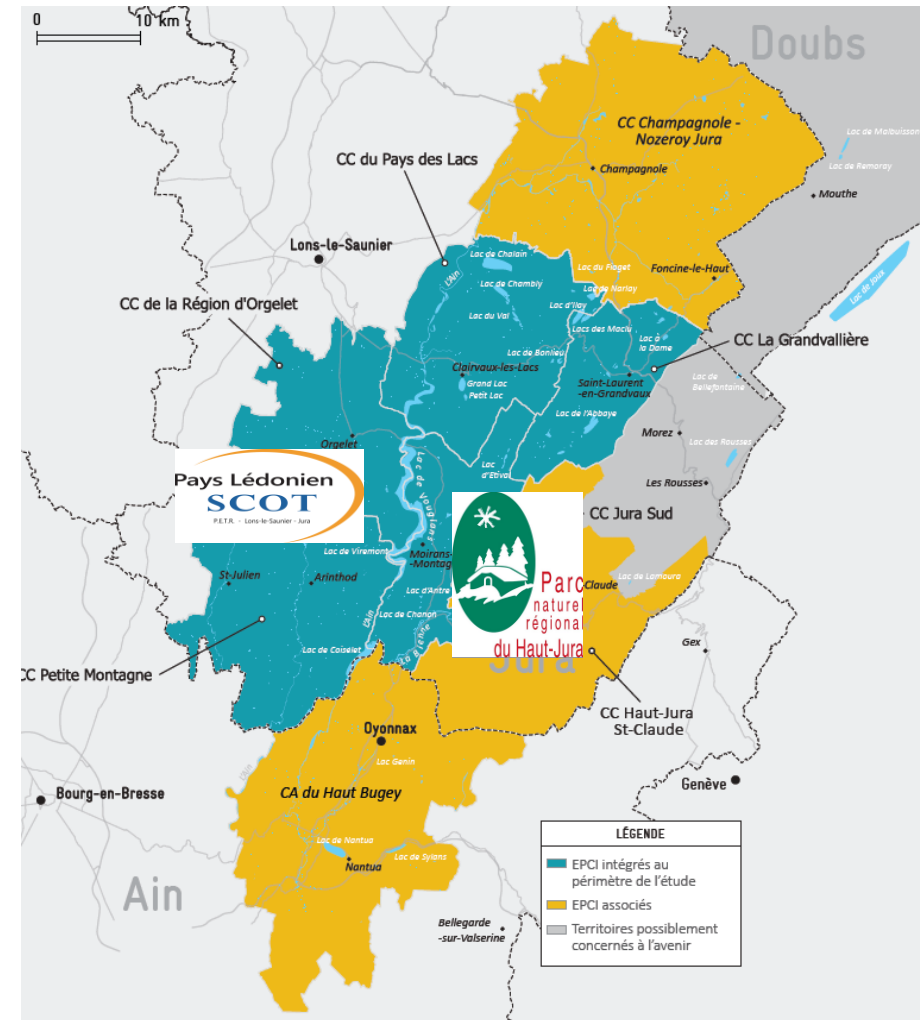 0 10 km
Doubs
CC Champagnole -
Nozeroy Jura
Lac de Malbuisson
Lac de Remoray
CC du Pays des Lacs
Champagnole
Mouthe
Lons-le-Saunier
Lac de Chalain
L'Ain
Lac du Fioget
Foncine-le-Haut
Lac de Joux
Lac de Chambly
Lac de Narlay
CC de la Région d'Orgelet
Lac d'Ilay
Lac du Val
Lacs des Maclu
Lac à
la Dame
CC La Grandvallière
Lac de Bonlieu
Clairvaux-les-Lacs
Grand Lac
Petit Lac
Saint-Laurent
-en-Grandvaux
Lac de
Bellefontaine
Lac de l'Abbaye
Orgelet
Morez
Lac des Rousses
Lac de Vouglans
Lac
d'Etival
Les Rousses
Pays Lédonien
SCOT
P.E.T.R. - Lons-le-Saunier - Jura
CC Jura Sud
Lac de Viremont
Moirans-
-Montag
St-Julien
Arinthod
Lac d'Antre
Parc
naturel
régional
du Haut-Jura
Claude
Lac de Lamoura
L'Ain
Lac de Chanon
La Bienne
Lac de Coiselet
Jura
Gex
CC Petite Montagne
CC Haut-Jura
St-Claude
Oyonnax
L'Ain
Lac Genin
Genève
Bourg-en-Bresse
CA du Haut Bugey
Lac de Nantua
Lac de Sylans
Nantua
Ain
Bellegarde
-sur-Valserine
LÉGENDE
EPCI intégrés au
périmètre de l'étude
EPCI associés
Territoires possiblement
concernés à l'avenir